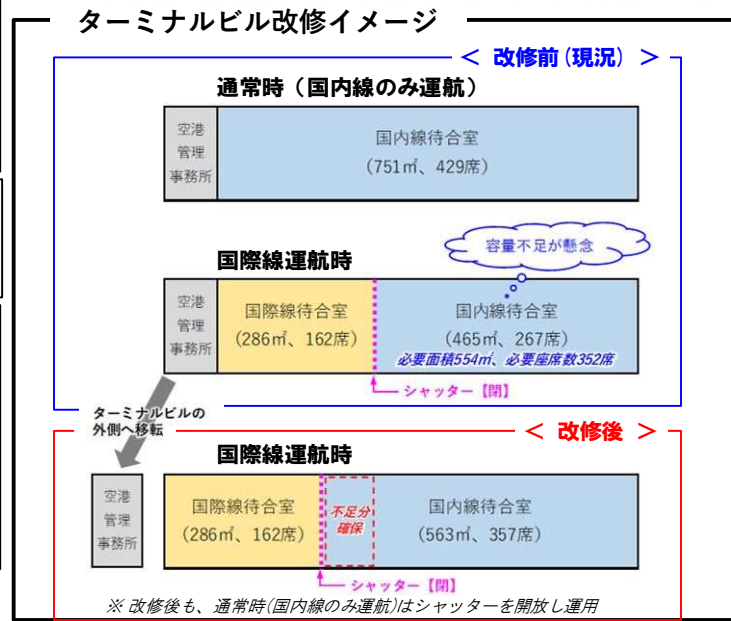 ターミナルビル改修イメージ
＜ 改修前(現況) ＞
通常時（国内線のみ運航）
空港
管理
事務所
国内線待合室
(751㎡、429席)
容量不足が懸念
国際線運航時
空港
管理
事務所
国際線待合室
(286㎡、162席)
国内線待合室
(465㎡、267席)
必要面積554㎡、必要座席数352席
シャッター【閉】
ターミナルビルの
外側へ移転
＜ 改修後 ＞
国際線運航時
空港
管理
事務所
国際線待合室
(286㎡、162席)
不足分
確保
国内線待合室
(563㎡、357席)
シャッター【閉】
※ 改修後も、通常時(国内線のみ運航)はシャッターを開放し運用